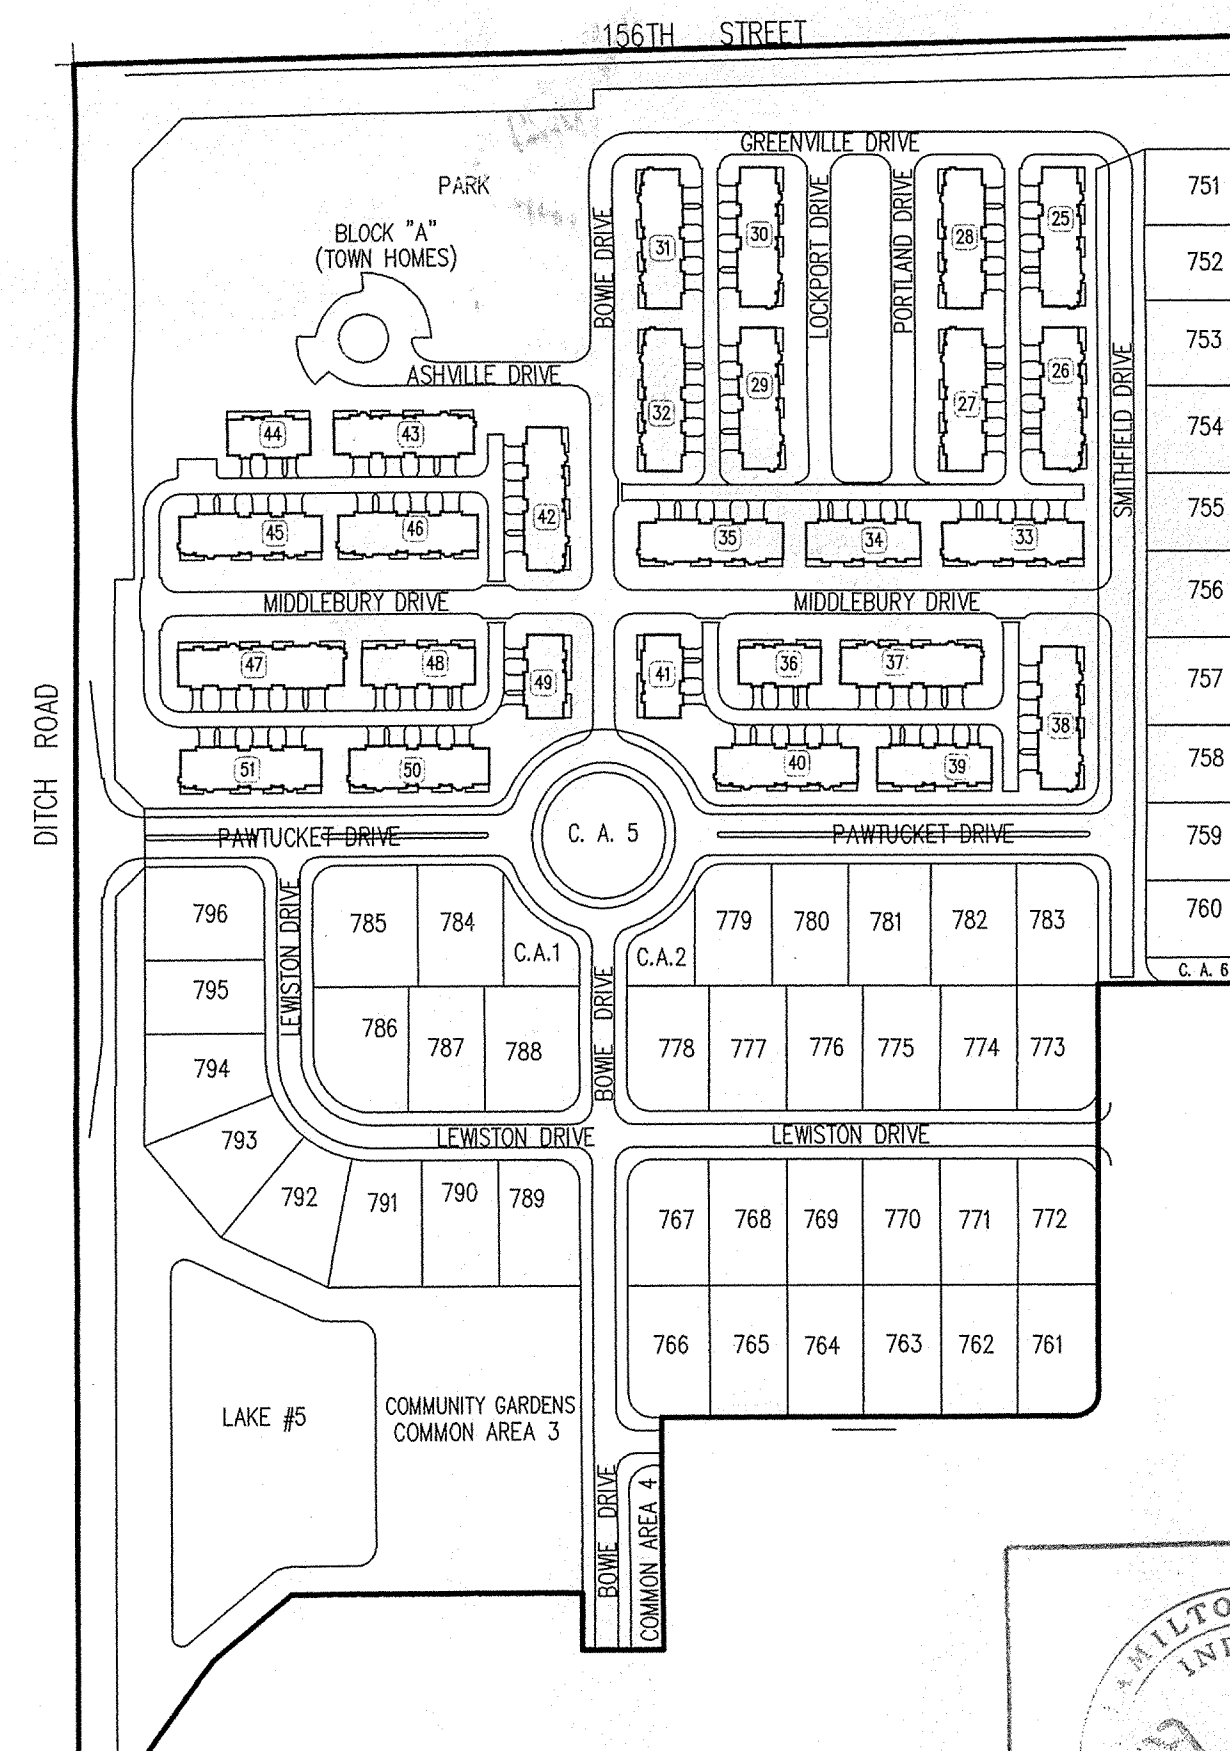 156TH STREET
GREENVILLE DRIVE
PARK
BLOCK "A"
(TOWN HOMES)
BOWIE DRIVE
LOCKPORT DRIVE
PORTLAND DRIVE
SMITHFIELD DRIVE
31
30
28
25
32
29
27
26
751
752
753
754
755
756
757
758
759
760
C. A. 6
ASHVILLE DRIVE
44
43
42
45
46
35
34
33
MIDDLEBURY DRIVE
MIDDLEBURY DRIVE
47
48
49
41
36
37
38
51
50
40
39
DITCH ROAD
PAWTUCKET DRIVE
C. A. 5
PAWTUCKET DRIVE
796
795
794
793
792
791
790
789
LEWISTON DRIVE
785
784
C.A.1
786
787
788
BOWIE DRIVE
C.A.2
779
780
781
782
783
778
777
776
775
774
773
LEWISTON DRIVE
LEWISTON DRIVE
767
768
769
770
771
772
766
765
764
763
762
761
LAKE #5
COMMUNITY GARDENS
COMMON AREA 3
BOWIE DRIVE
COMMON AREA 4